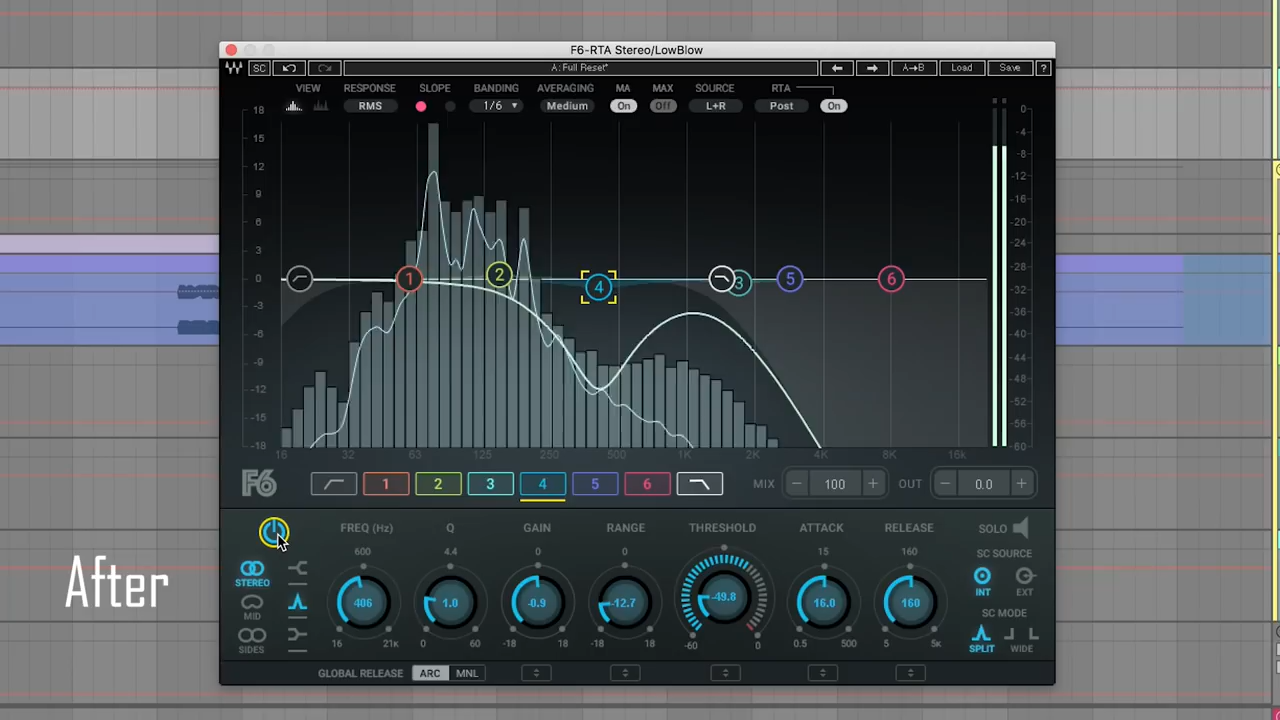 F6-RTA Stereo/LowBlow
SC A:Full Reset* A→B Load Save ?
VIEW RESPONSE SLOPE BANDING AVERAGING MA MAX SOURCE RTA
RMS 1/6 Medium On Off L+R Post On
18 0
15 -4
12 -8
-12
9 -16
6 -20
3 -24
0 1 2 4 3 5 6 -28
-3 -32
-6 -36
-40
-9 -44
-12 -48
-15 -52
-56
-18 -60
16 32 63 125 250 500 1K 2K 4K 8K 16k
F6 1 2 3 4 5 6 MIX − 100 + OUT − 0.0 +
FREQ (Hz) Q GAIN RANGE THRESHOLD ATTACK RELEASE SOLO
600 4.4 0 0 15 160 SC SOURCE
STEREO 406 1.0 -0.9 -12.7 -49.8 16.0 160 INT EXT
MID SC MODE
16 21K 0 60 -18 18 -18 18 -60 0 0.5 500 5 5k
SIDES SPLIT WIDE
GLOBAL RELEASE ARC MNL
After